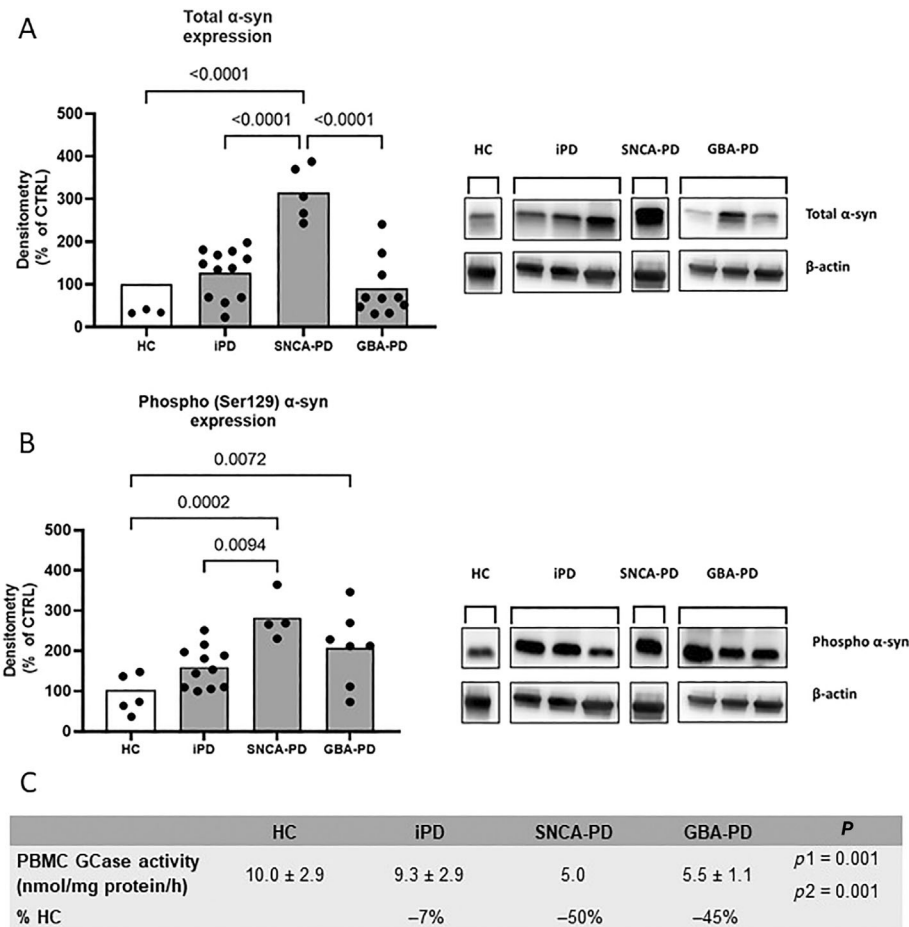 A
Total α-syn
expression
<0.0001
<0.0001 <0.0001
Densitometry
(% of CTRL)
500
400
300
200
100
0
HC iPD SNCA-PD GBA-PD
HC iPD SNCA-PD GBA-PD
Total α-syn
β-actin
Phospho (Ser129) α-syn
expression
B
0.0072
0.0002
0.0094
Densitometry
(% of CTRL)
500
400
300
200
100
0
HC iPD SNCA-PD GBA-PD
HC iPD SNCA-PD GBA-PD
Phospho α-syn
β-actin
C
HC iPD SNCA-PD GBA-PD P
PBMC GCase activity
(nmol/mg protein/h)
10.0 ± 2.9 9.3 ± 2.9 5.0 5.5 ± 1.1
p1 = 0.001
p2 = 0.001
% HC –7% –50% –45%